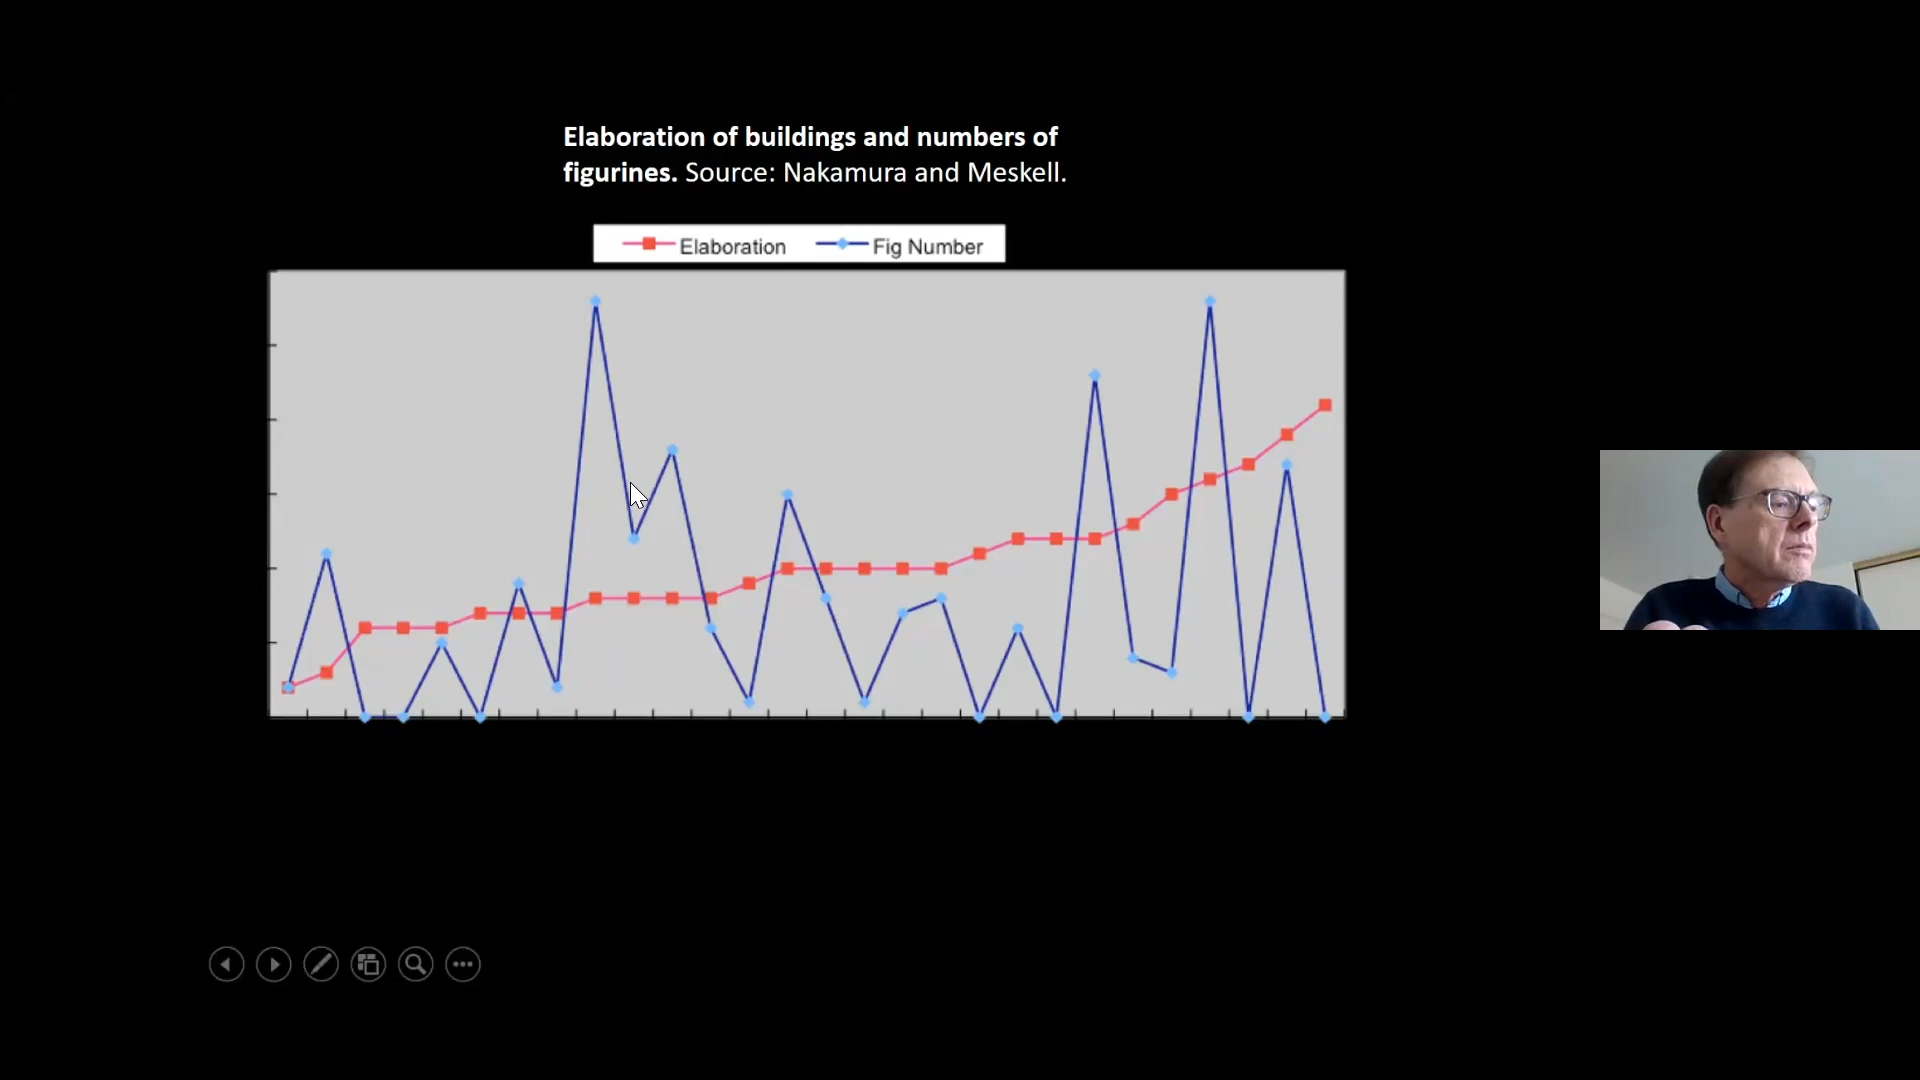 Elaboration of buildings and numbers of
figurines. Source: Nakamura and Meskell.
Elaboration Fig Number